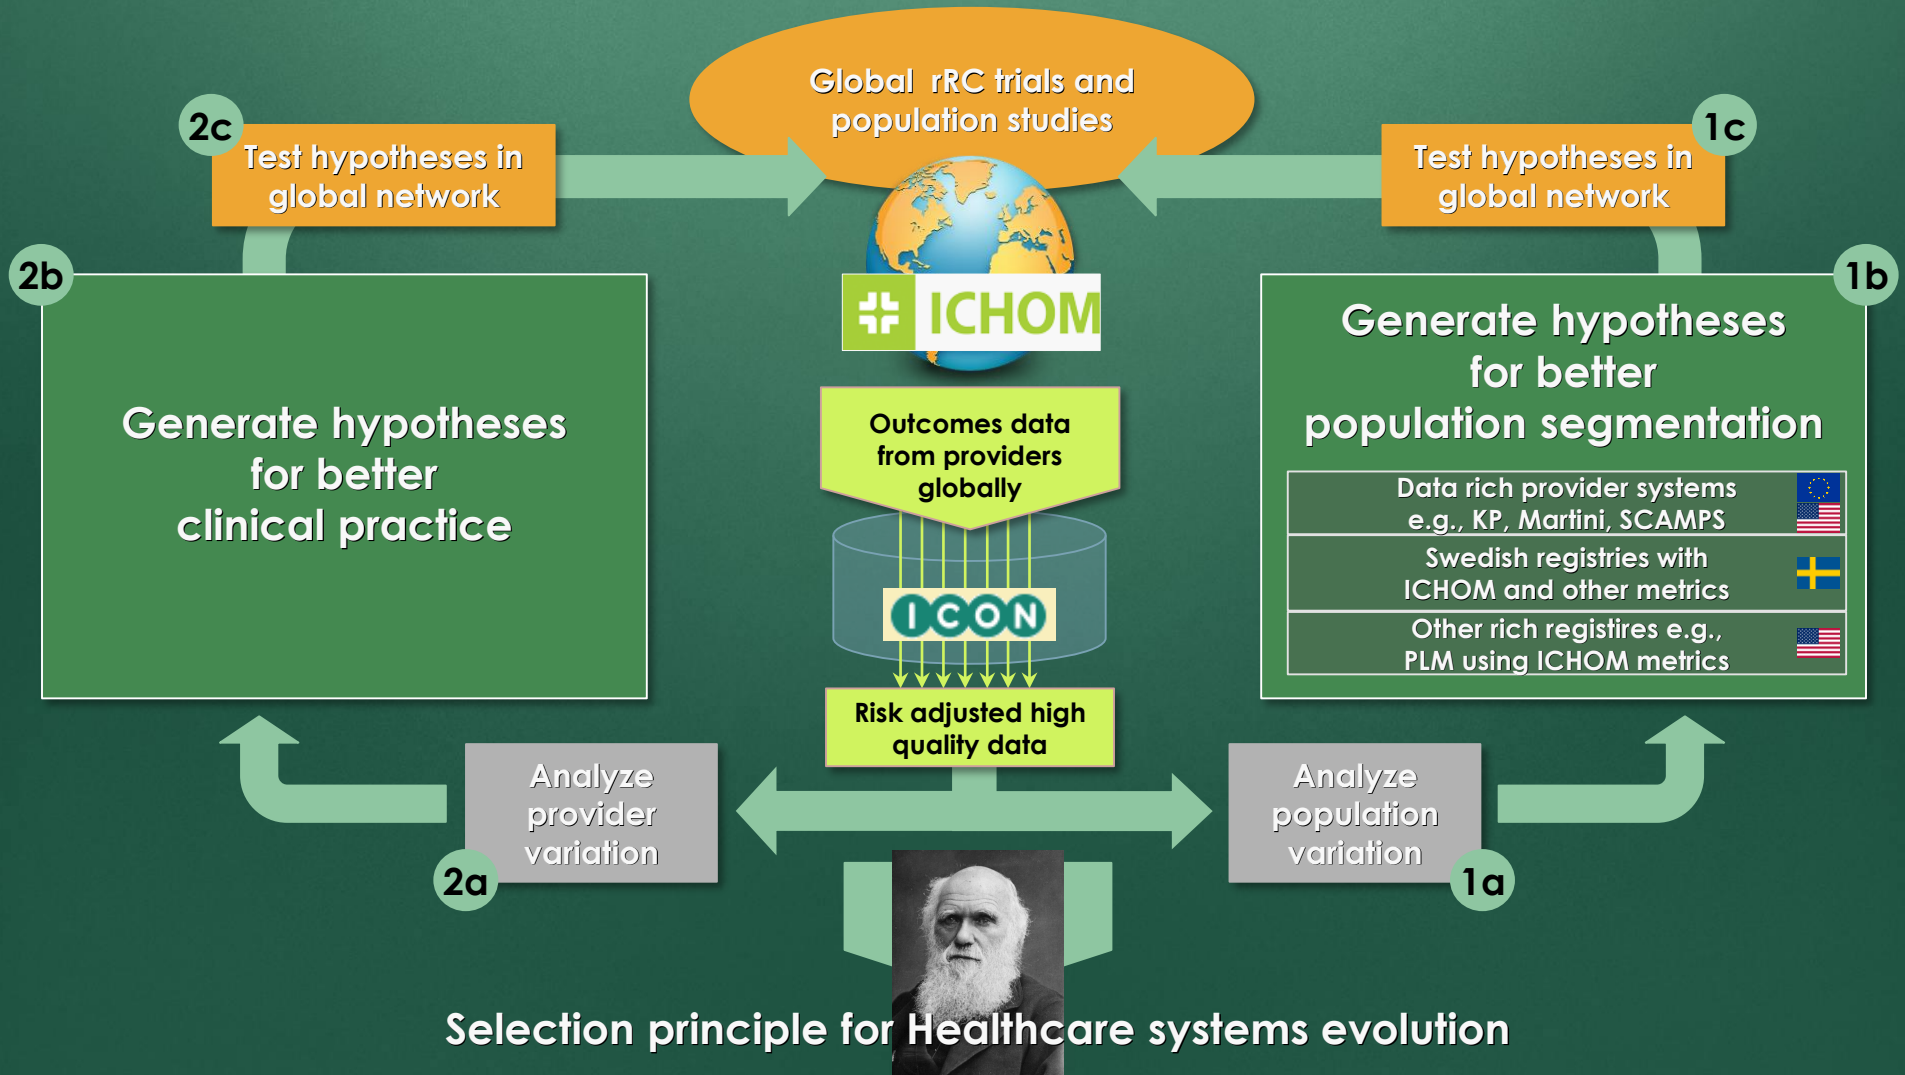 Global rRC trials and
population studies
2c
Test hypotheses in
global network
1c
Test hypotheses in
global network
2b
Generate hypotheses
for better
clinical practice
ICHOM
Outcomes data
from providers
globally
ICON
Risk adjusted high
quality data
1b
Generate hypotheses
for better
population segmentation
Data rich provider systems
e.g., KP, Martini, SCAMPS
Swedish registries with
ICHOM and other metrics
Other rich registires e.g.,
PLM using ICHOM metrics
Analyze
provider
variation
2a
Analyze
population
variation
1a
Selection principle for Healthcare systems evolution